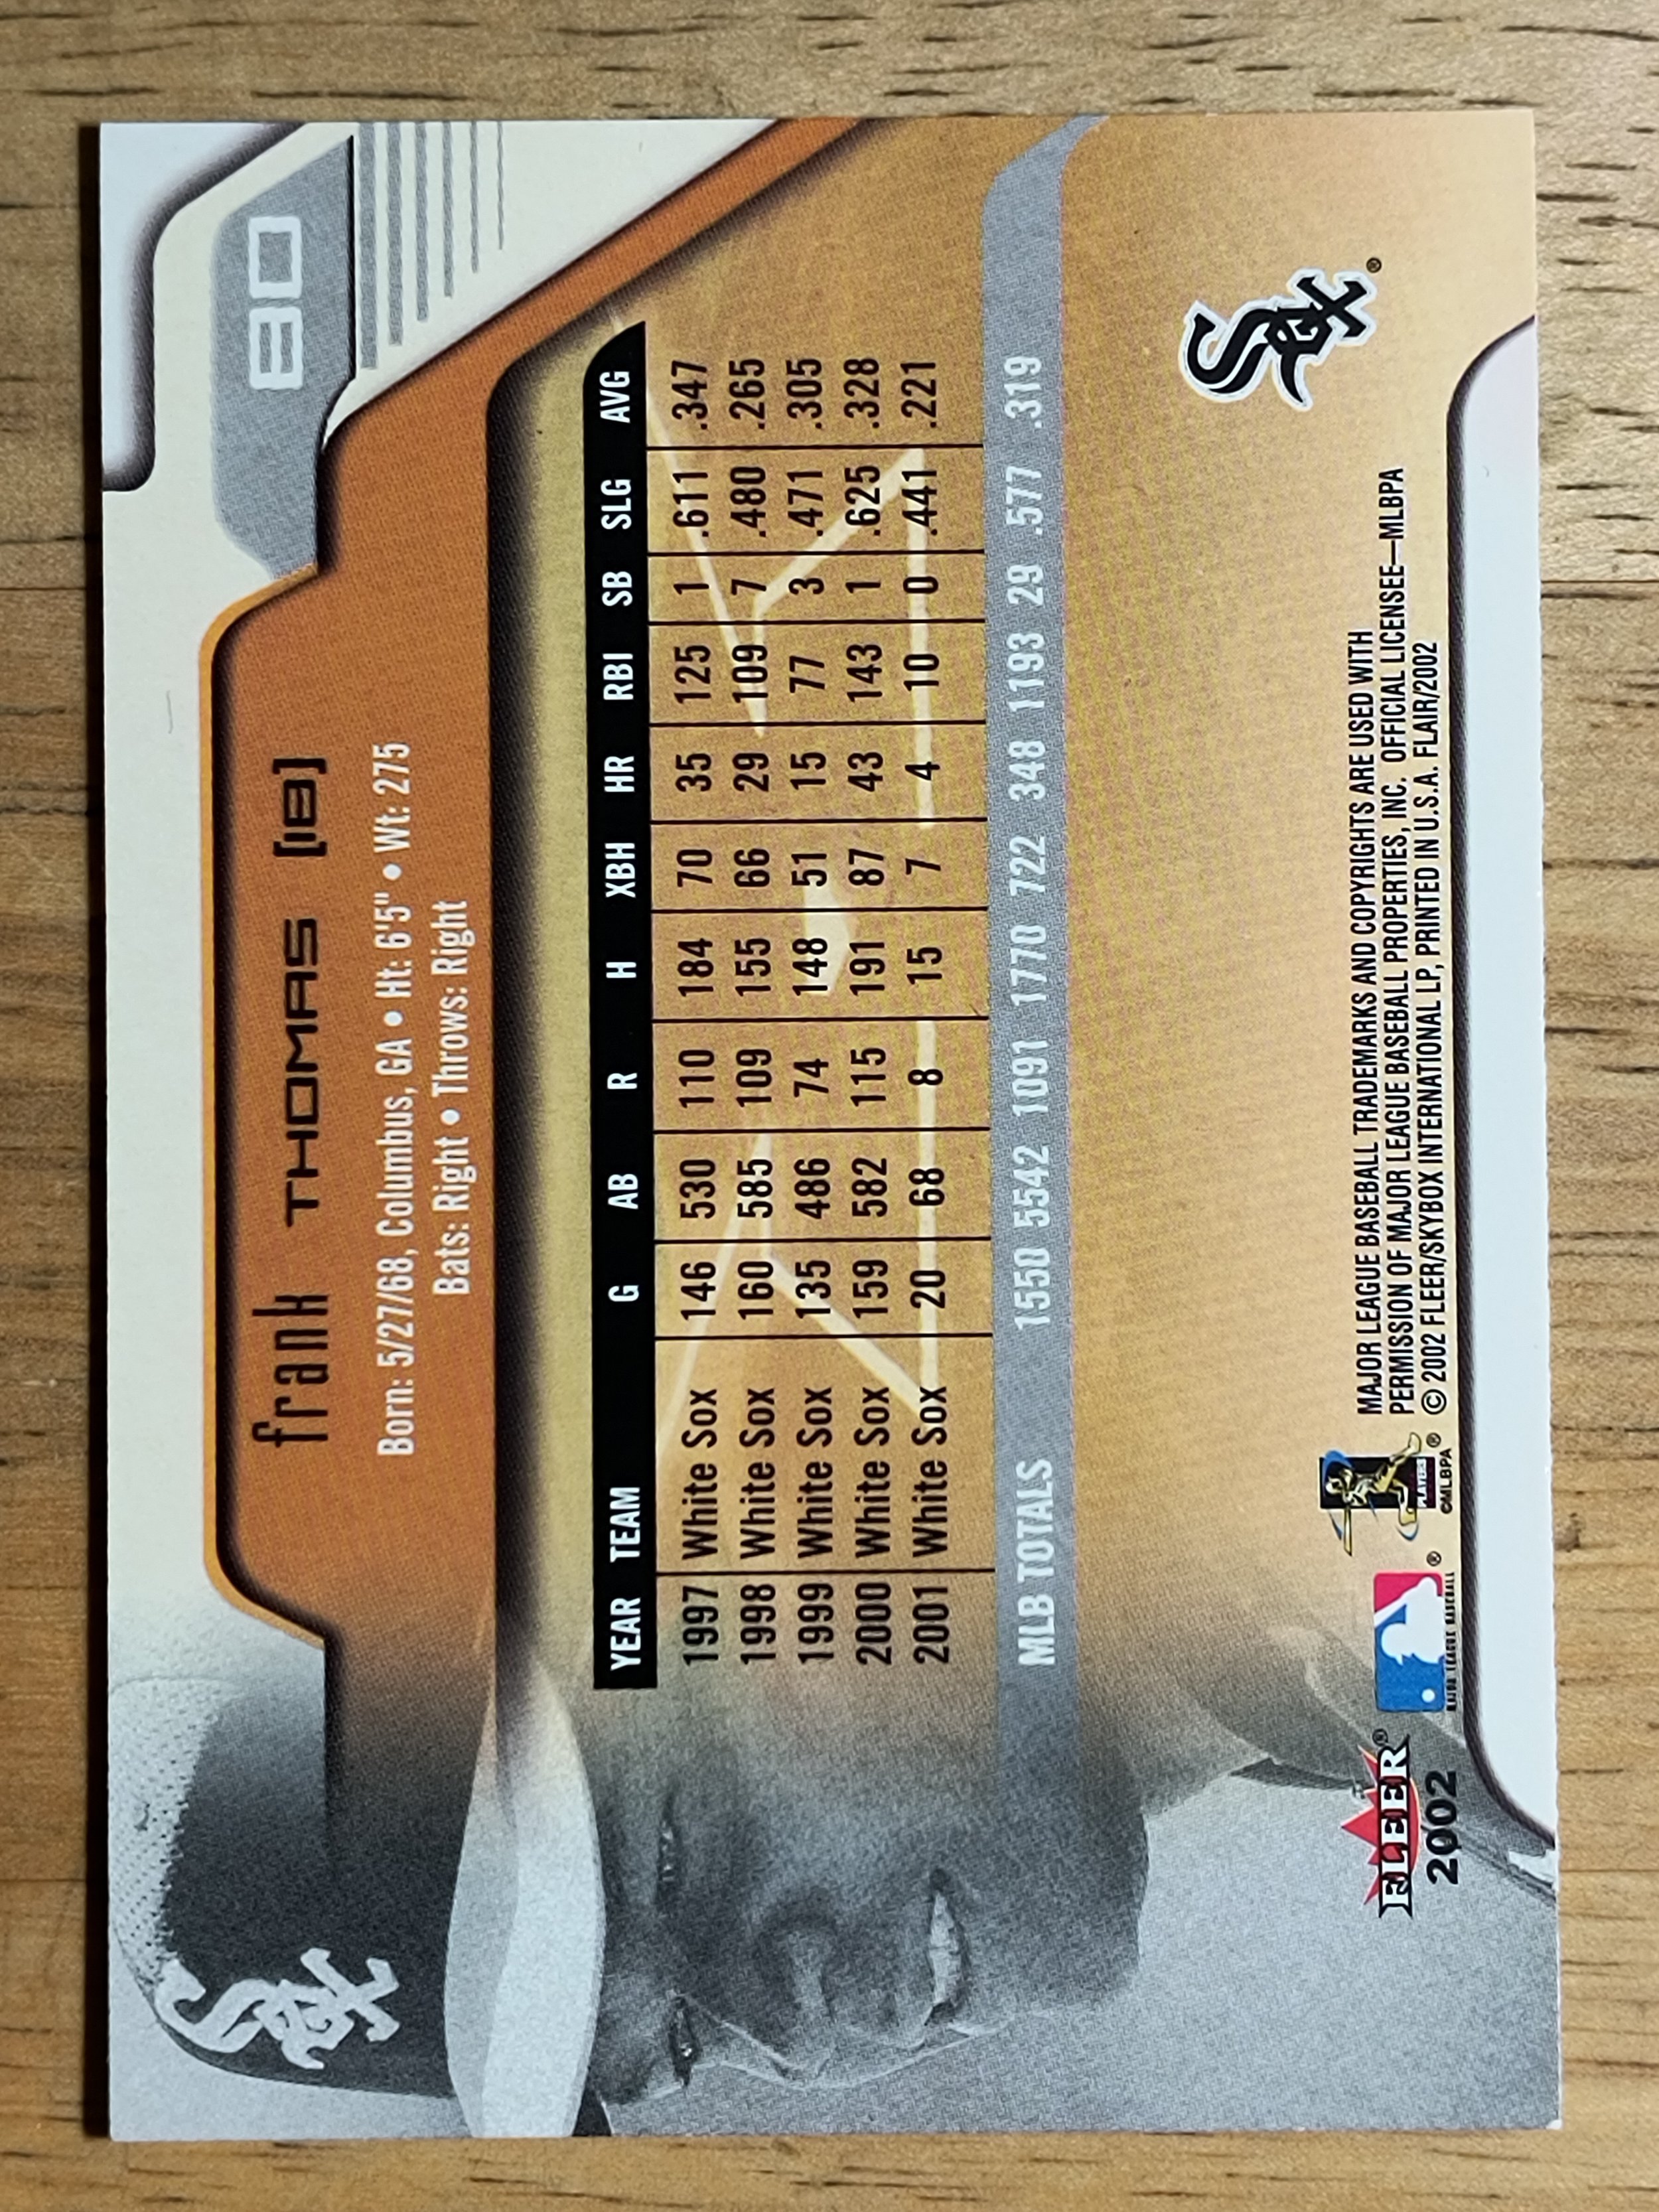 80
frank THOMAS [1B]
Born: 5/27/68, Columbus, GA • Ht: 6'5" • Wt: 275
Bats: Right • Throws: Right
YEAR TEAM G AB R H XBH HR RBI SB SLG AVG
1997 White Sox 146 530 110 184 70 35 125 1 .611 .347
1998 White Sox 160 585 109 155 66 29 109 7 .480 .265
1999 White Sox 135 486 74 148 51 15 77 3 .471 .305
2000 White Sox 159 582 115 191 87 43 143 1 .625 .328
2001 White Sox 20 68 8 15 7 4 10 0 .441 .221
MLB TOTALS 1550 5542 1091 1770 722 348 1193 29 .577 .319
Sox
Sox ®
FLEER®
2002
MAJOR LEAGUE BASEBALL ®
PLAYERS
©MLBPA ®
MAJOR LEAGUE BASEBALL TRADEMARKS AND COPYRIGHTS ARE USED WITH
PERMISSION OF MAJOR LEAGUE BASEBALL PROPERTIES, INC. OFFICIAL LICENSEE—MLBPA
© 2002 FLEER/SKYBOX INTERNATIONAL LP, PRINTED IN U.S.A. FLAIR/2002